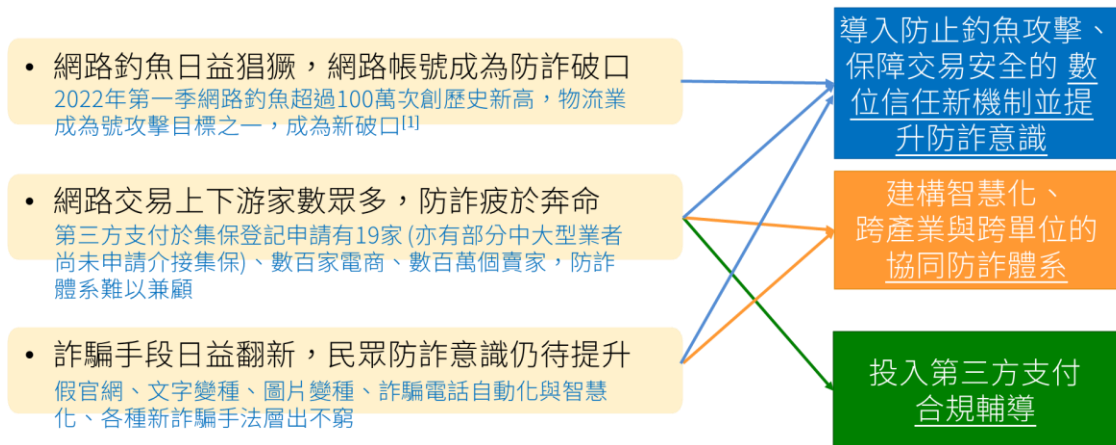 • 網路釣魚日益猖獗，網路帳號成為防詐破口
2022年第一季網路釣魚超過100萬次創歷史新高，物流業
成為號攻擊目標之一，成為新破口[1]
• 網路交易上下游家數眾多，防詐疲於奔命
第三方支付於集保登記申請有19家 (亦有部分中大型業者
尚未申請介接集保)、數百家電商、數百萬個賣家，防詐
體系難以兼顧
• 詐騙手段日益翻新，民眾防詐意識仍待提升
假官網、文字變種、圖片變種、詐騙電話自動化與智慧
化、各種新詐騙手法層出不窮
導入防止釣魚攻擊、
保障交易安全的 數
位信任新機制並提
升防詐意識
建構智慧化、
跨產業與跨單位的
協同防詐體系
投入第三方支付
合規輔導